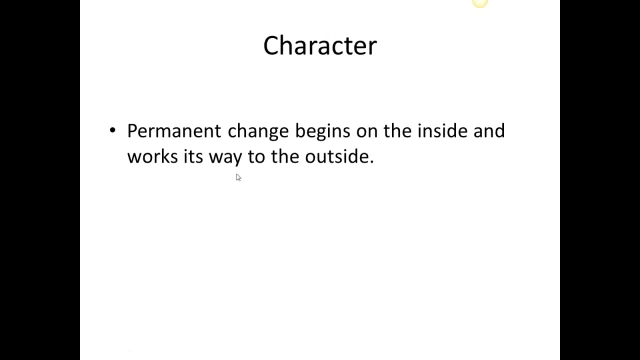 Character
• Permanent change begins on the inside and
works its way to the outside.